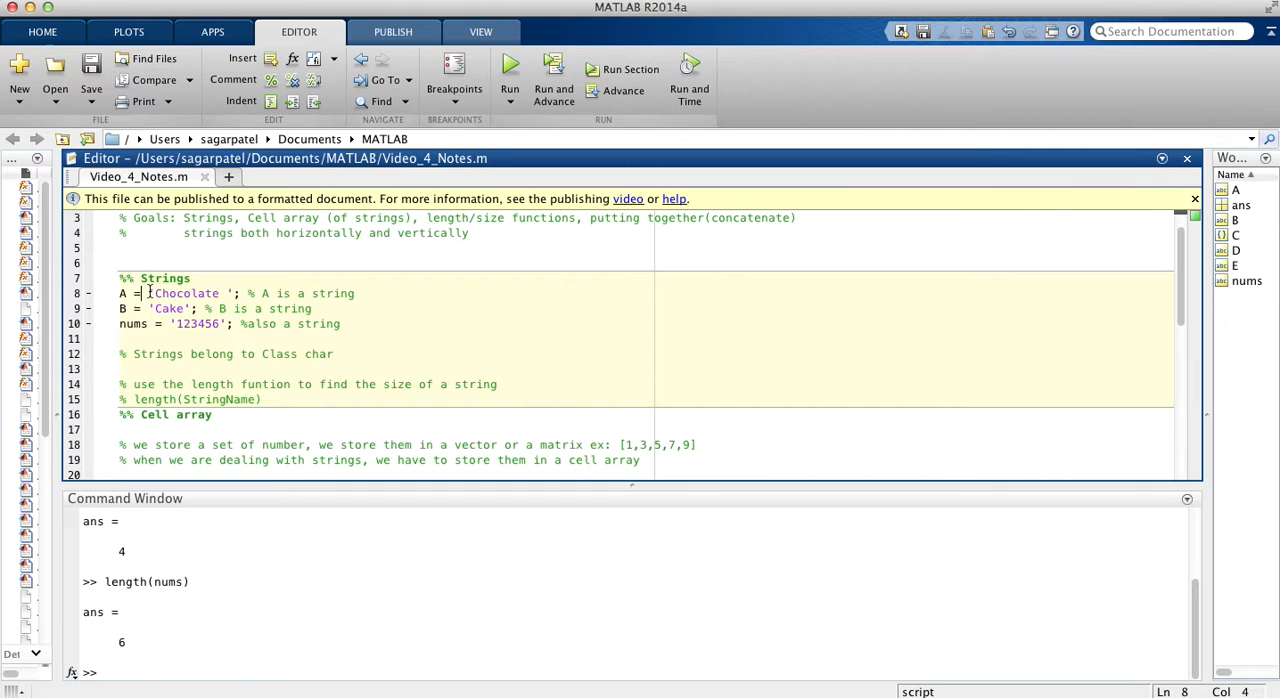 MATLAB R2014a
HOME PLOTS APPS EDITOR PUBLISH VIEW Search Documentation
New Open Save Find Files Compare Print FILE
Insert Comment Indent EDIT
Go To Find NAVIGATE
Breakpoints BREAKPOINTS
Run Run and Advance Run Section Advance Run and Time RUN
/ Users sagarpatel Documents MATLAB
... Editor - /Users/sagarpatel/Documents/MATLAB/Video_4_Notes.m
Video_4_Notes.m +
This file can be published to a formatted document. For more information, see the publishing video or help.
3 % Goals: Strings, Cell array (of strings), length/size functions, putting together(concatenate)
4 % strings both horizontally and vertically
5
6
7 %% Strings
8 - A = 'Chocolate '; % A is a string
9 - B = 'Cake'; % B is a string
10 - nums = '123456'; %also a string
11
12 % Strings belong to Class char
13
14 % use the length funtion to find the size of a string
15 % length(StringName)
16 %% Cell array
17
18 % we store a set of number, we store them in a vector or a matrix ex: [1,3,5,7,9]
19 % when we are dealing with strings, we have to store them in a cell array
20
Command Window
ans =
4
>> length(nums)
ans =
6
fx >>
Wo...
Name
A
ans
B
C
D
E
nums
Det
script Ln 8 Col 4